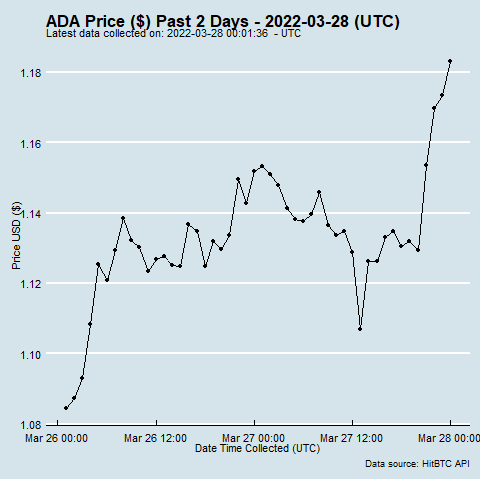 ADA Price ($) Past 2 Days - 2022-03-28 (UTC)
Latest data collected on: 2022-03-28 00:01:36 - UTC
Price USD ($)
1.18
1.16
1.14
1.12
1.10
1.08
Mar 26 00:00 Mar 26 12:00 Mar 27 00:00 Mar 27 12:00 Mar 28 00:00
Date Time Collected (UTC)
Data source: HitBTC API